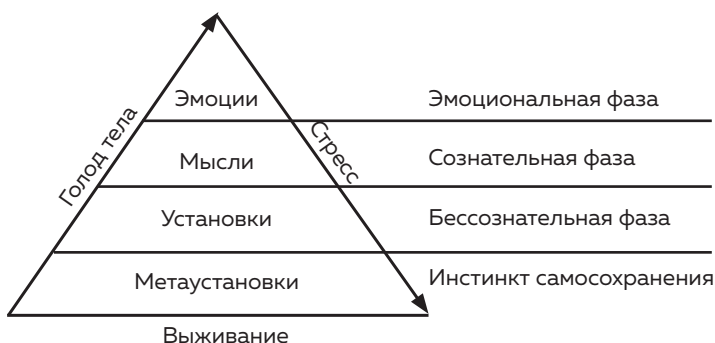 Эмоции
Эмоциональная фаза
Голод тела
Стресс
Мысли
Сознательная фаза
Установки
Бессознательная фаза
Метаустановки
Инстинкт самосохранения
Выживание